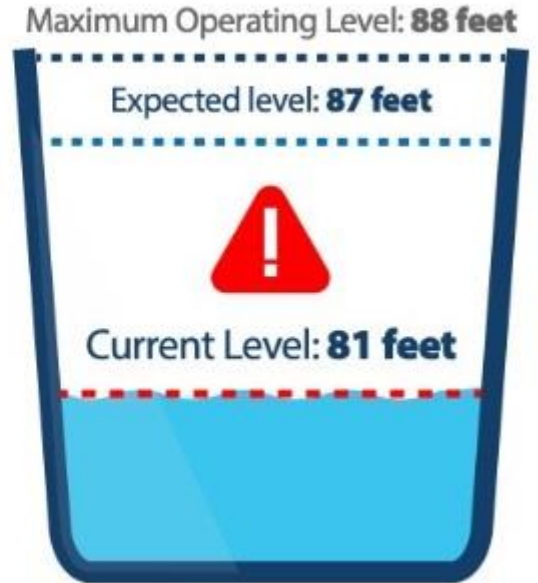 Maximum Operating Level: 88 feet
Expected level: 87 feet
!
Current Level: 81 feet